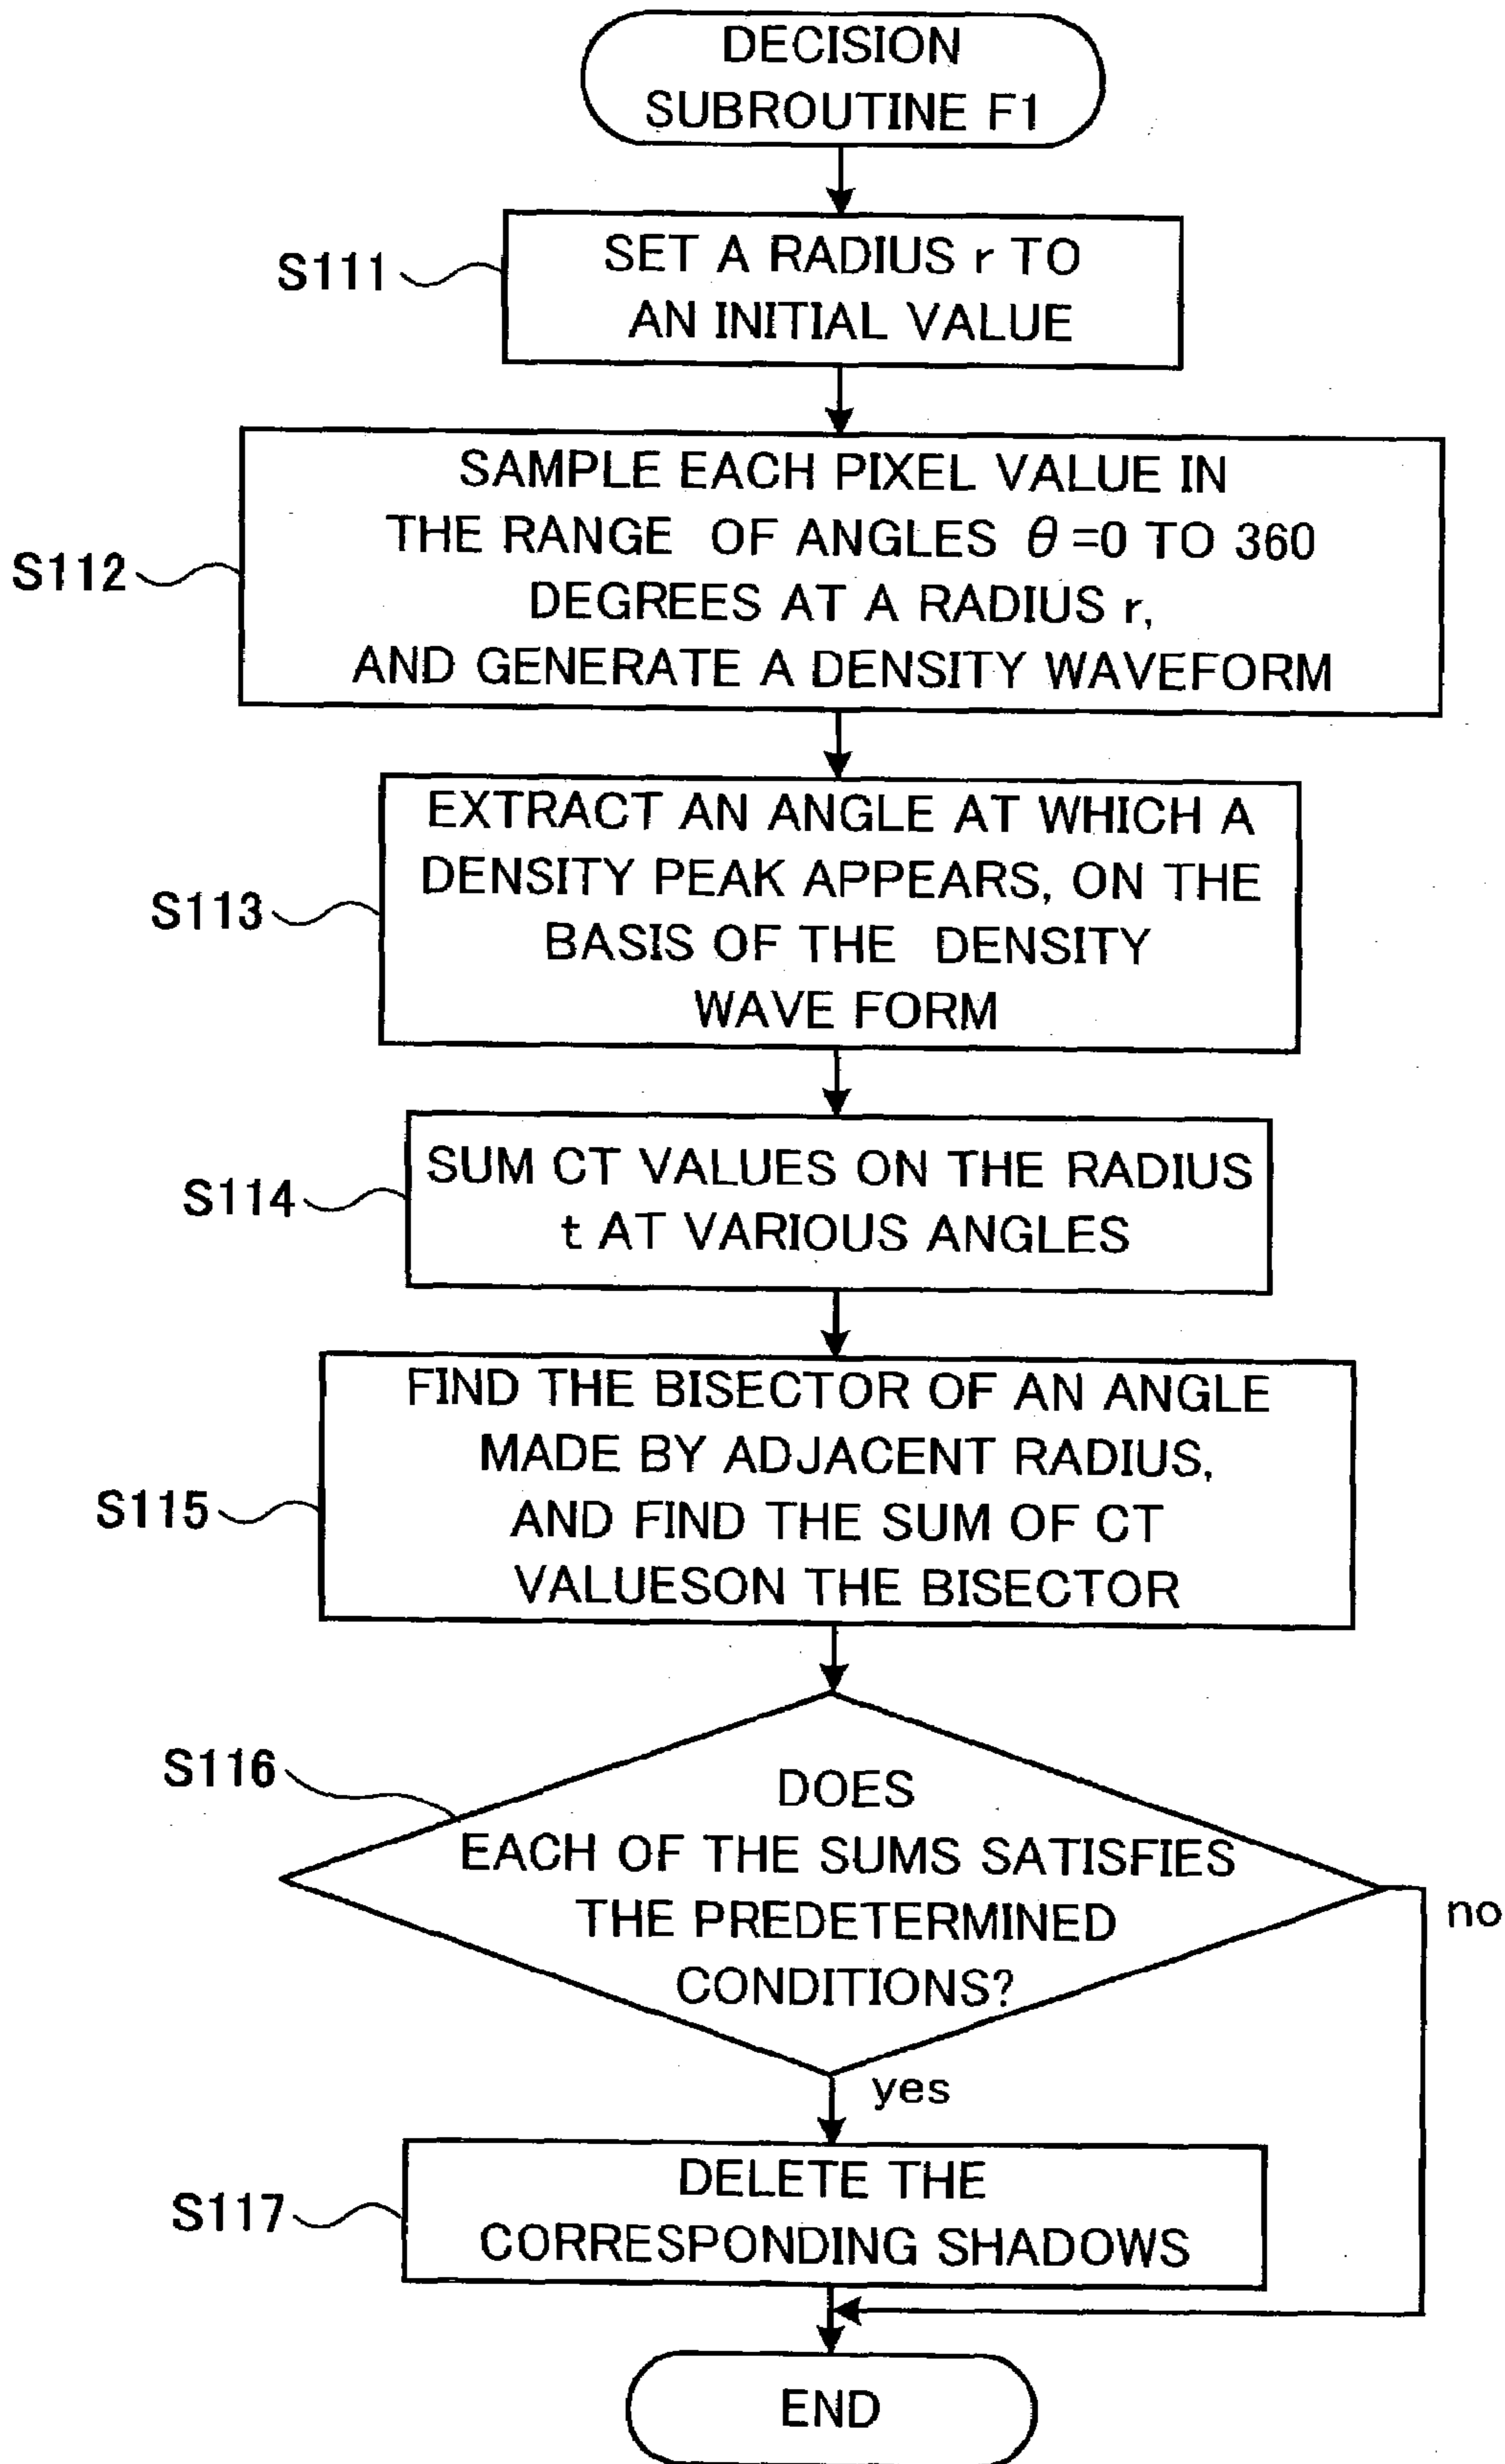 DECISION
SUBROUTINE F1
S111
SET A RADIUS r TO
AN INITIAL VALUE
S112
SAMPLE EACH PIXEL VALUE IN
THE RANGE OF ANGLES θ=0 TO 360
DEGREES AT A RADIUS r,
AND GENERATE A DENSITY WAVEFORM
S113
EXTRACT AN ANGLE AT WHICH A
DENSITY PEAK APPEARS, ON THE
BASIS OF THE DENSITY
WAVE FORM
S114
SUM CT VALUES ON THE RADIUS
t AT VARIOUS ANGLES
S115
FIND THE BISECTOR OF AN ANGLE
MADE BY ADJACENT RADIUS,
AND FIND THE SUM OF CT
VALUESON THE BISECTOR
S116
DOES
EACH OF THE SUMS SATISFIES
THE PREDETERMINED
CONDITIONS?
no
yes
S117
DELETE THE
CORRESPONDING SHADOWS
END